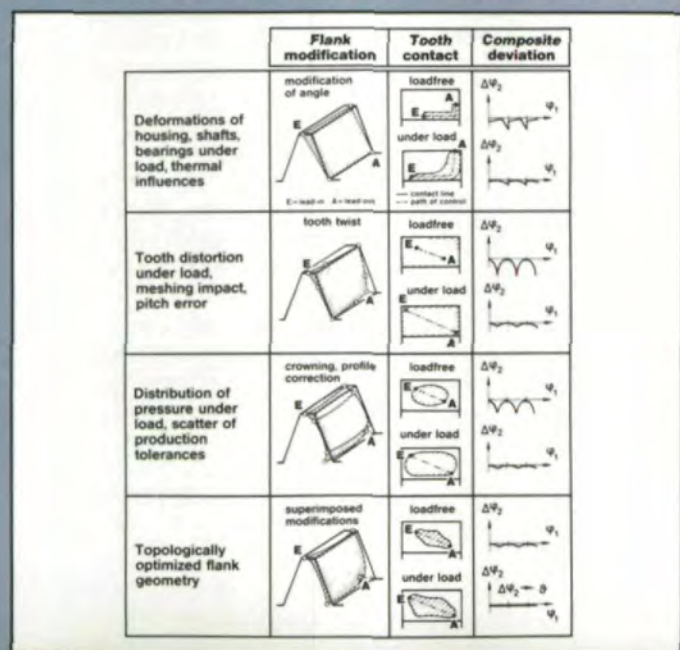 Flank
modification
Tooth
contact
Composite
deviation
Deformations of
housing, shafts,
bearings under
load, thermal
influences
modification
of angle
E
A
E = lead-in A = lead-out
loadfree
A
E
under load
A
E
contact line
path of control
Δφ₂
φ₁
Δφ₂
φ₁
Tooth distortion
under load,
meshing impact,
pitch error
tooth twist
E
A
loadfree
E
A
under load
E
A
Δφ₂
φ₁
Δφ₂
φ₁
Distribution of
pressure under
load, scatter of
production
tolerances
crowning, profile
correction
E
A
loadfree
E
A
under load
E
A
Δφ₂
φ₁
Δφ₂
φ₁
Topologically
optimized flank
geometry
superimposed
modifications
E
A
loadfree
E
A
under load
E
A
Δφ₂
φ₁
Δφ₂
Δφ₂
φ₁